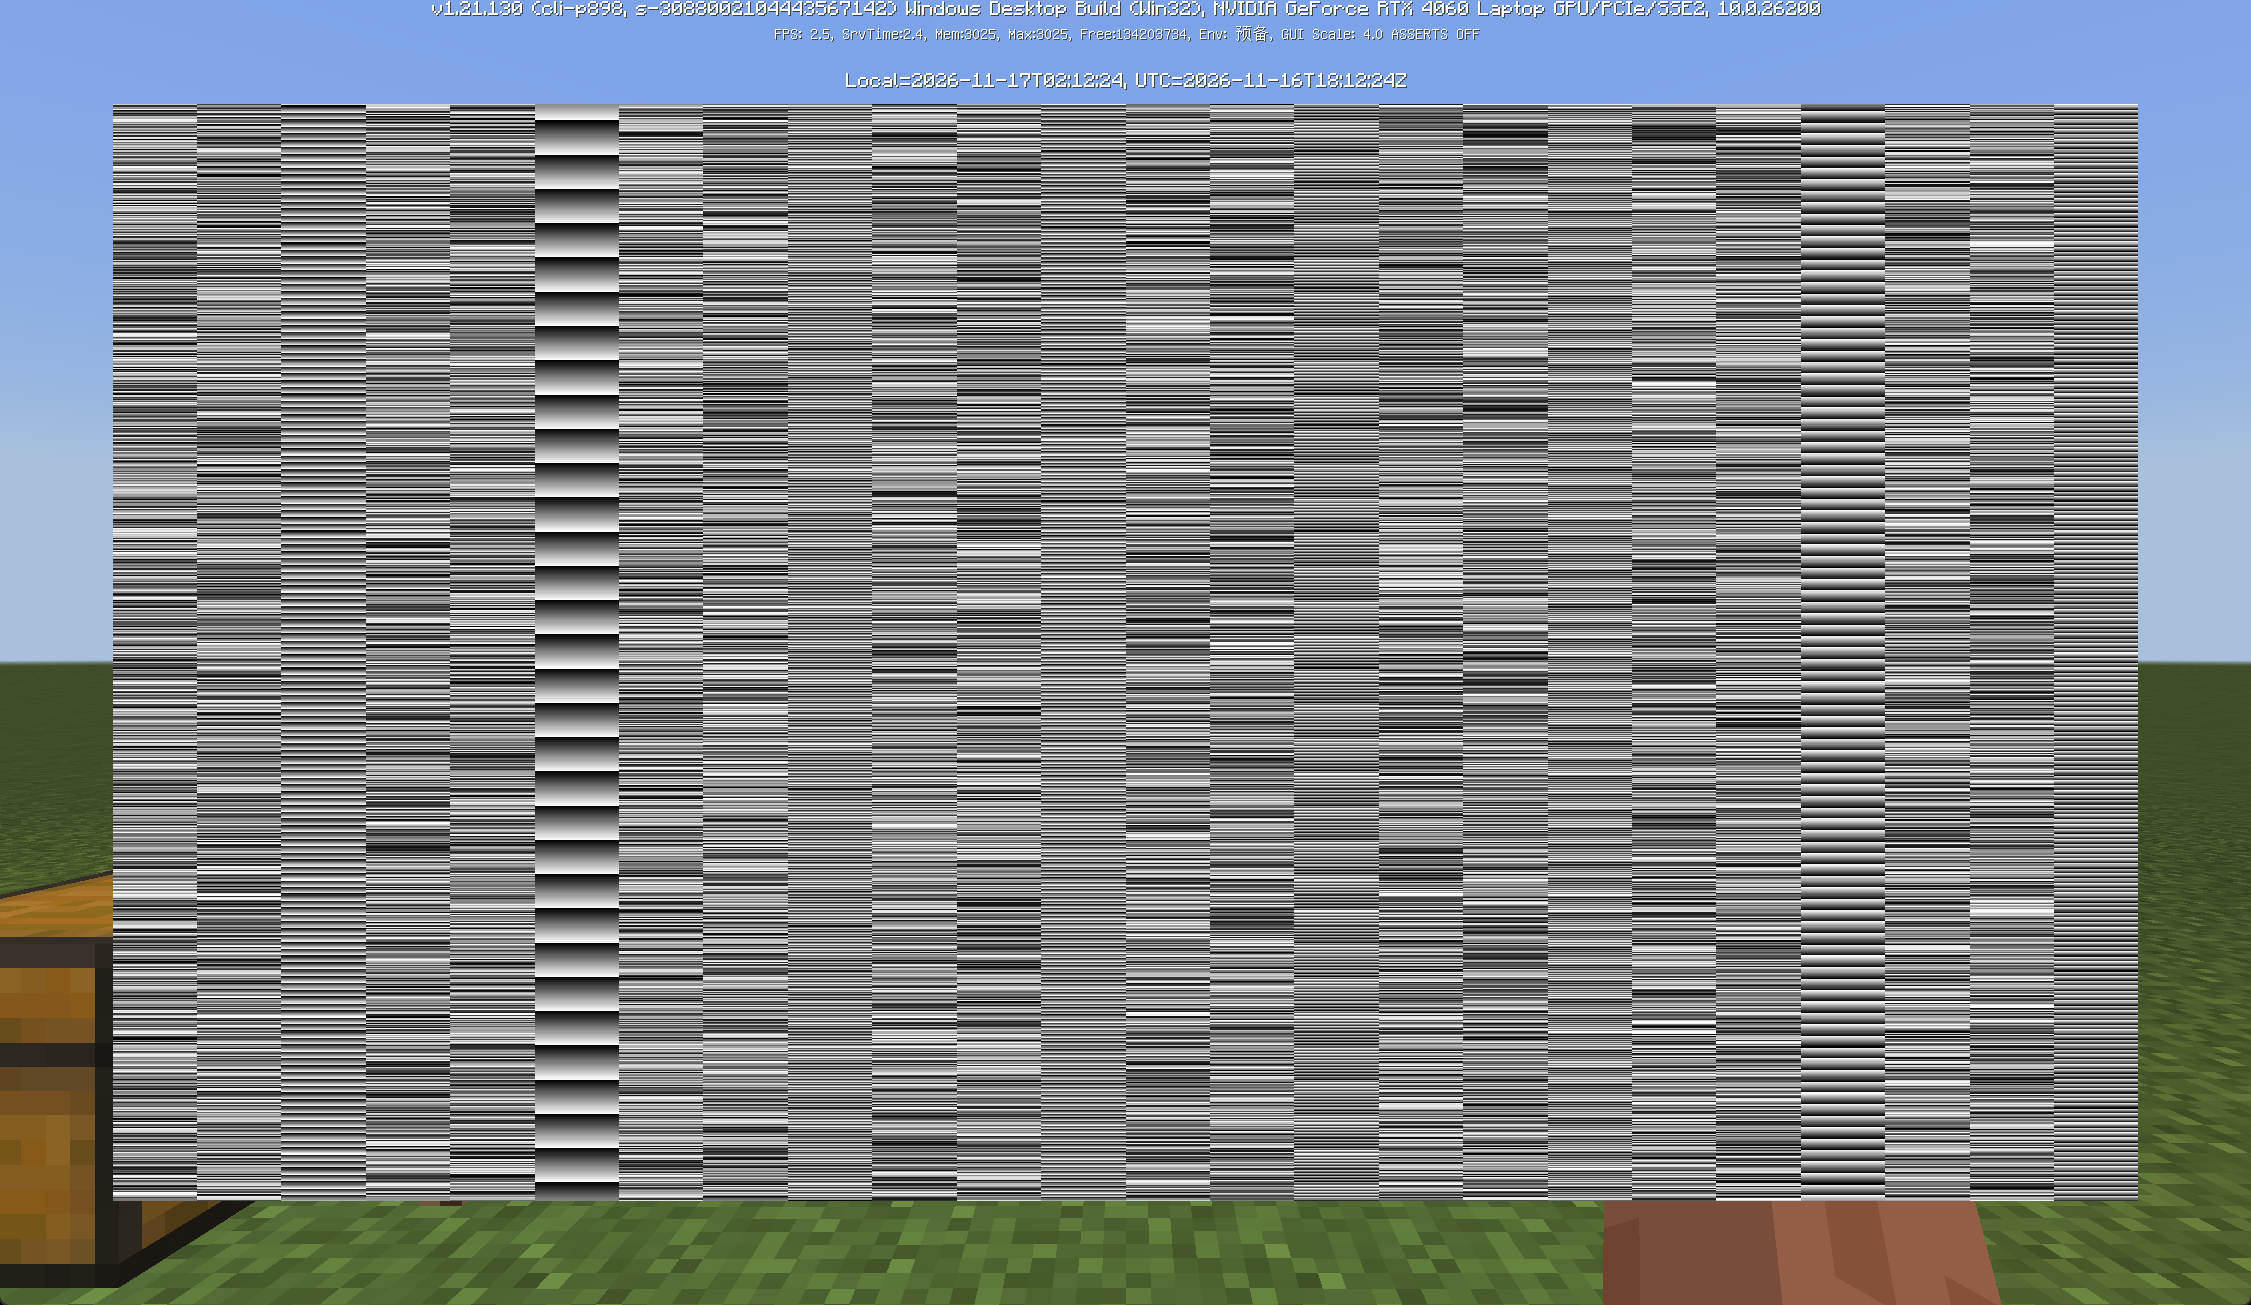 v1.21.130 (cli-p898, s-3088002104443567142) Windows Desktop Build (Win32), NVIDIA GeForce RTX 4060 Laptop GPU/PCIe/SSE2, 10.0.26200
FPS: 2.5, SrvTime:2.4, Mem:3025, Max:3025, Free:134203734, Env: 预备, GUI Scale: 4.0 ASSERTS OFF
Local=2026-11-17T02:12:24, UTC=2026-11-16T18:12:24Z